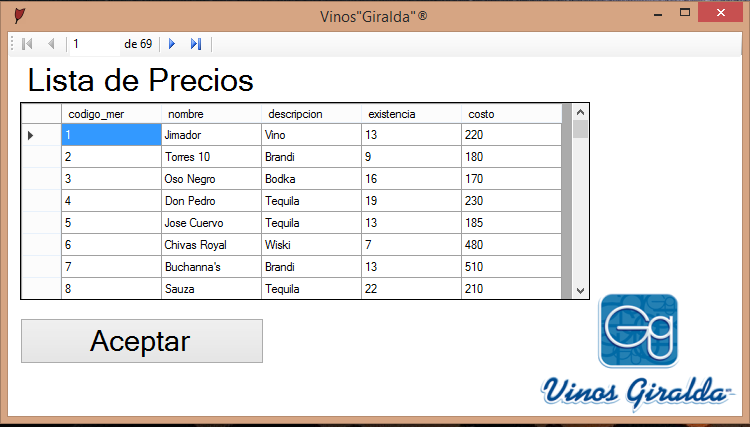 Vinos"Giralda"®
1 de 69
Lista de Precios
codigo_mer nombre descripcion existencia costo
1 Jimador Vino 13 220
2 Torres 10 Brandi 9 180
3 Oso Negro Bodka 16 170
4 Don Pedro Tequila 19 230
5 Jose Cuervo Tequila 13 185
6 Chivas Royal Wiski 7 480
7 Buchanna's Brandi 13 510
8 Sauza Tequila 22 210
Aceptar
Gg
Vinos Giralda